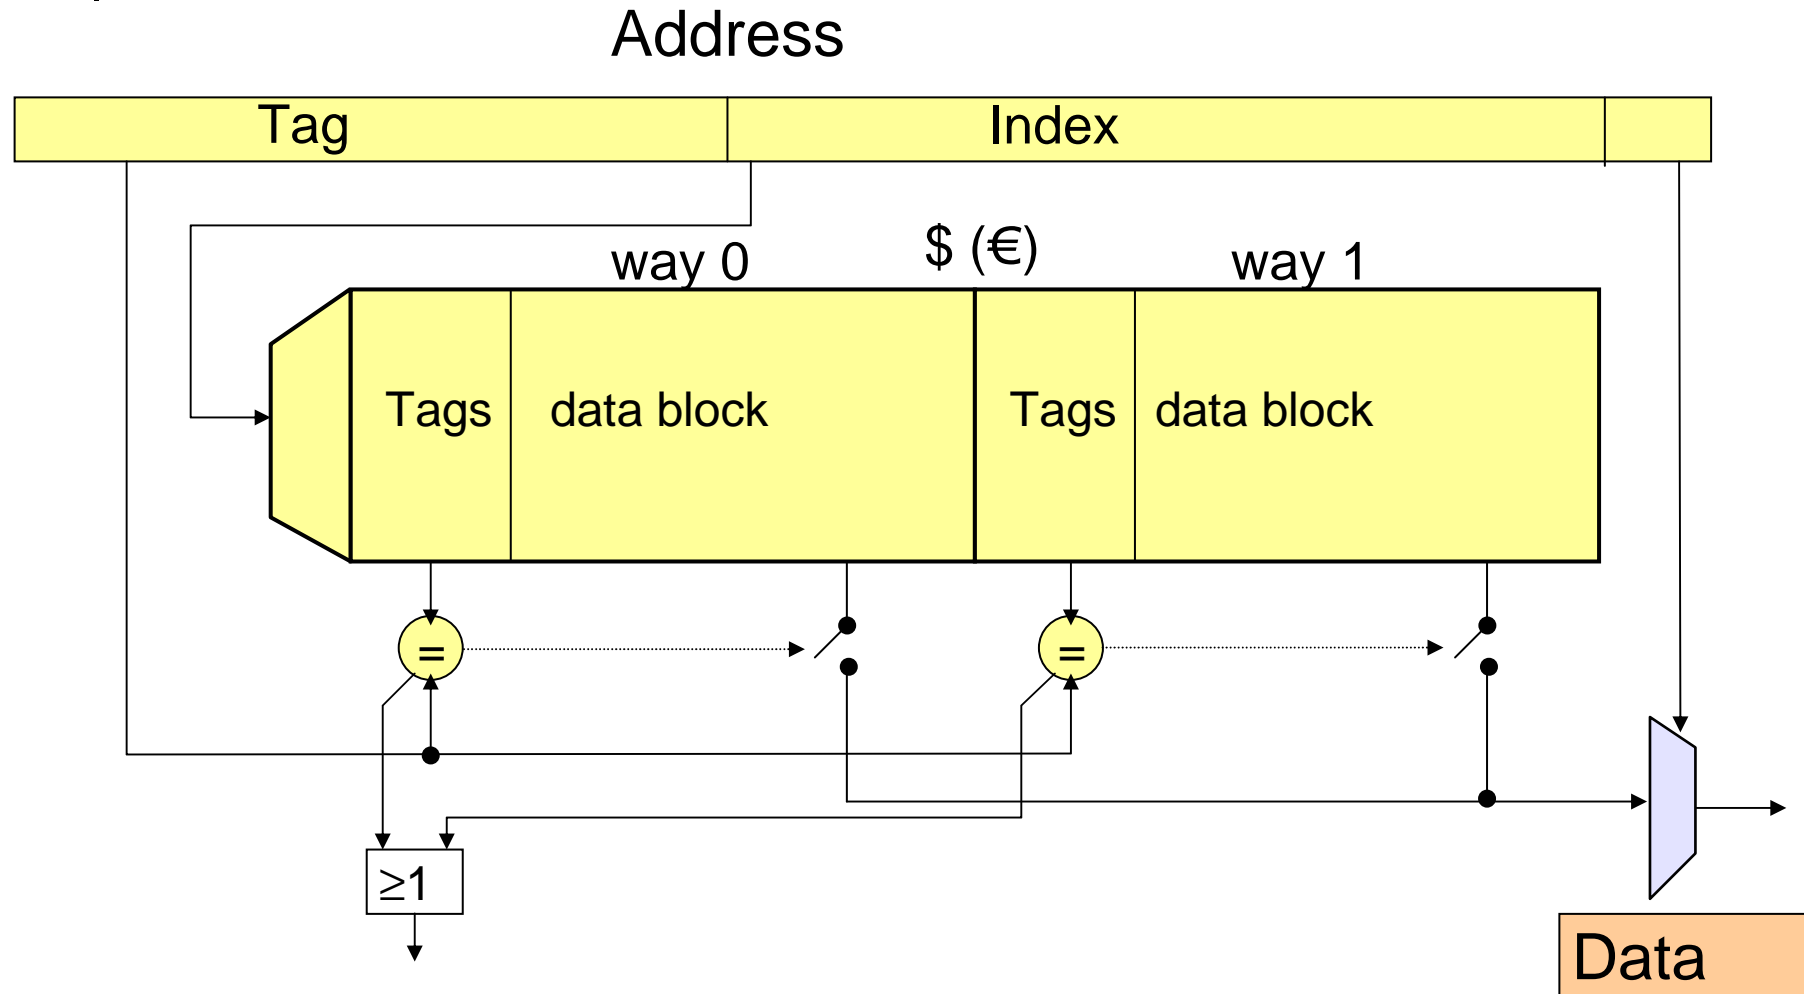 Address
Tag Index
way 0 $ (€) way 1
Tags data block Tags data block
= =
≥1
Data